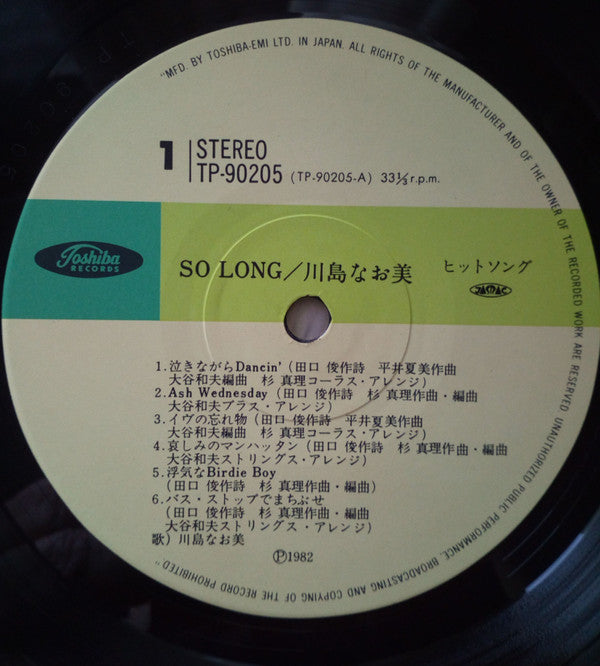 "MFD. BY TOSHIBA-EMI LTD. IN JAPAN. ALL RIGHTS OF THE MANUFACTURER AND OF THE OWNER OF THE RECORDED WORK ARE RESERVED. UNAUTHORIZED PUBLIC PERFORMANCE, BROADCASTING AND COPYING OF THE RECORD PROHIBITED"
1
STEREO
TP-90205 (TP-90205-A) 33⅓ r.p.m.
Toshiba
RECORDS
SO LONG/川島なお美 ヒットソング
1.泣きながらDancin' (田口 俊作詩 平井夏美作曲
大谷和夫編曲 杉 真理コーラス・アレンジ)
2.Ash Wednesday (田口 俊作詩 杉 真理作曲・編曲
大谷和夫ブラス・アレンジ)
3.イヴの忘れ物 (田口 俊作詩 平井夏美作曲
大谷和夫編曲 杉 真理コーラス・アレンジ)
4.哀しみのマンハッタン (田口 俊作詩 杉 真理作曲・編曲
大谷和夫ストリングス・アレンジ)
5.浮気なBirdie Boy
(田口 俊作詩 杉 真理作曲・編曲)
6.バス・ストップでまちぶせ
(田口 俊作詩 杉 真理作曲・編曲
大谷和夫ストリングス・アレンジ)
歌) 川島なお美
Ⓟ1982